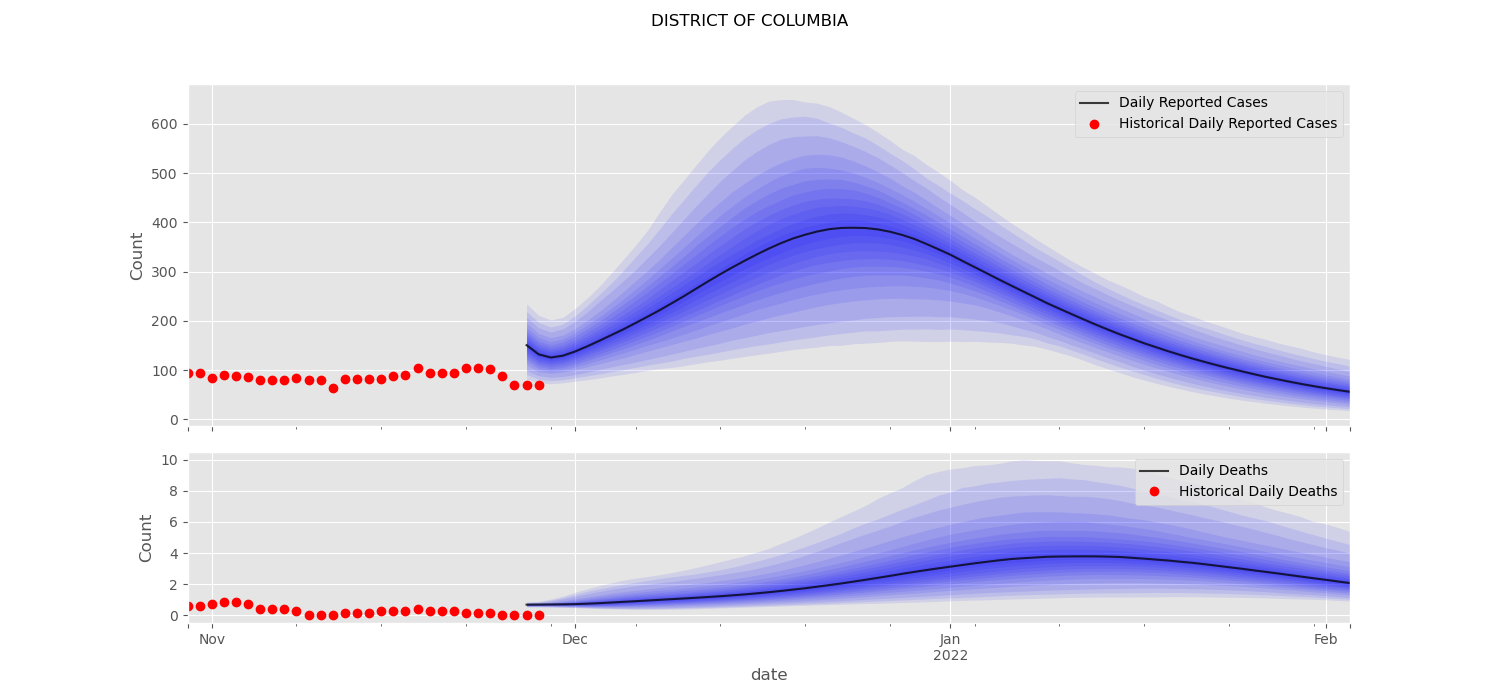 DISTRICT OF COLUMBIA
Daily Reported Cases
Historical Daily Reported Cases
600
500
400
300
200
100
0
Count
Daily Deaths
Historical Daily Deaths
10
8
6
4
2
0
Count
Nov
Dec
Jan
Feb
2022
date